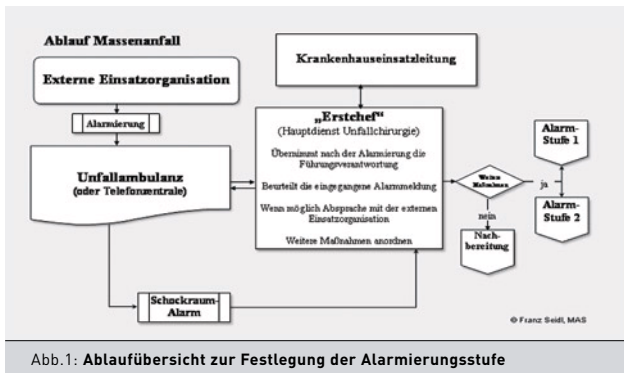 Ablauf Massenanfall
Externe Einsatzorganisation
Alarmierung
Unfallambulanz
(oder Telefonzentrale)
Schockraum-
Alarm
Krankenhauseinsatzleitung
„Erstchef“
(Hauptdienst Unfallchirurgie)
Übernimmt nach der Alarmierung die
Führungsverantwortung
Beurteilt die eingegangene Alarmmeldung
Wenn möglich Absprache mit der externen
Einsatzorganisation
Weitere Maßnahmen anordnen
Weitere
Maßnahmen
ja
nein
Nach-
bereitung
Alarm-
Stufe 1
Alarm-
Stufe 2
© Franz Seidl, MAS
Abb.1: Ablaufübersicht zur Festlegung der Alarmierungsstufe